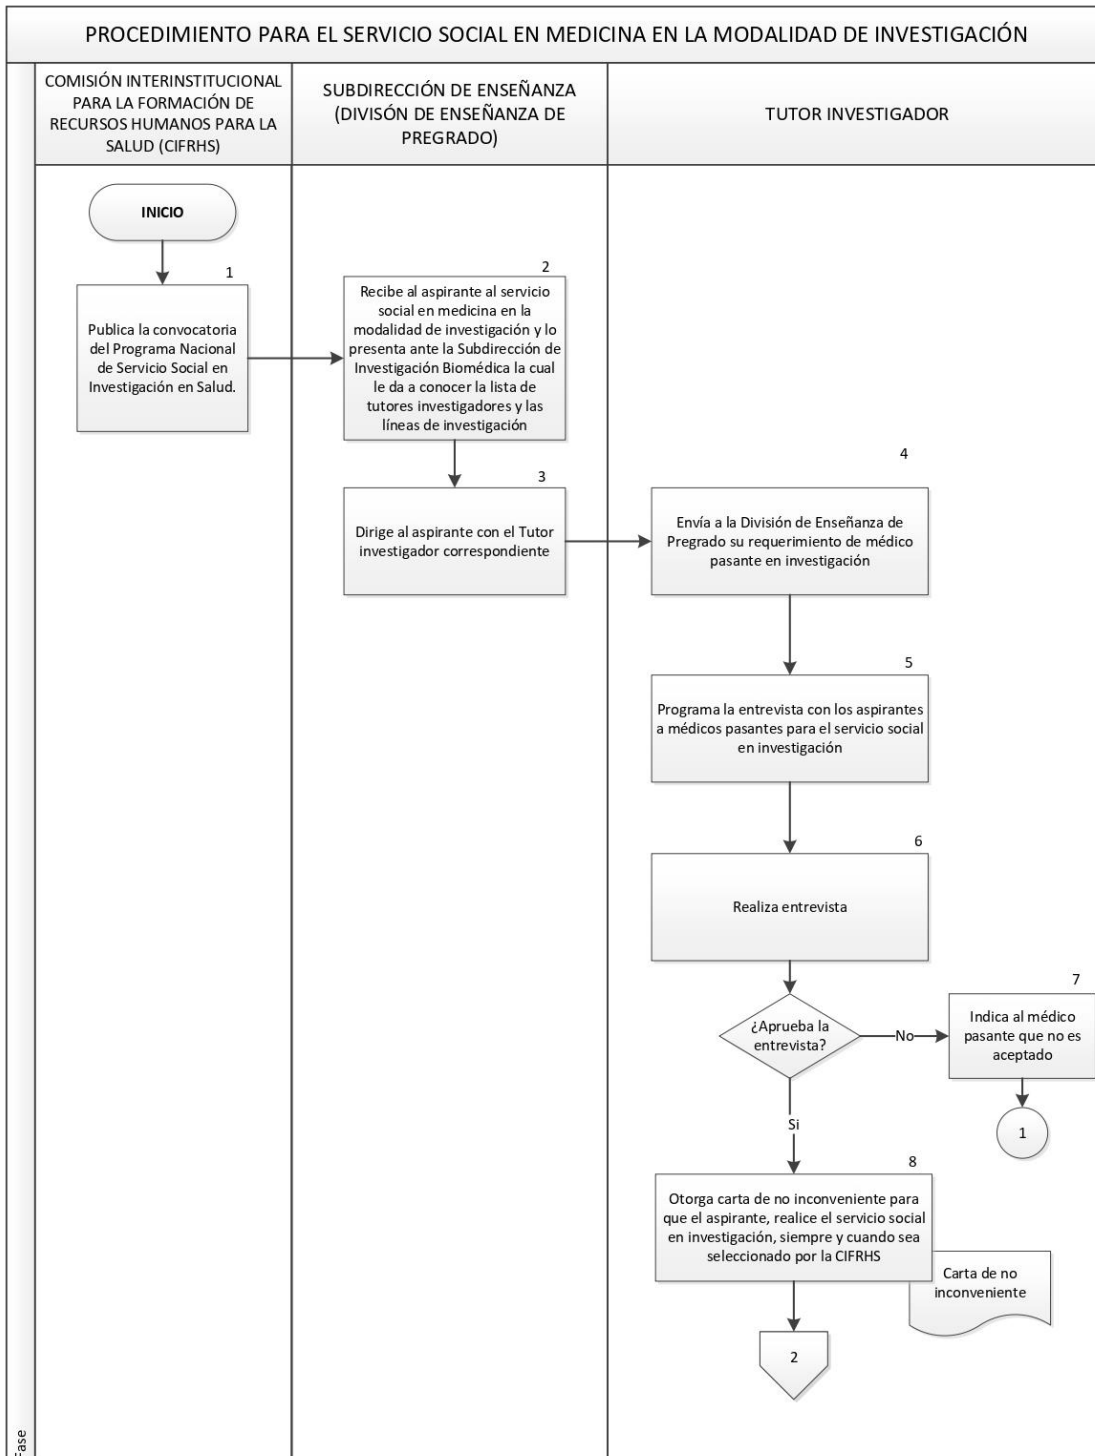 PROCEDIMIENTO PARA EL SERVICIO SOCIAL EN MEDICINA EN LA MODALIDAD DE INVESTIGACIÓN
COMISIÓN INTERINSTITUCIONAL
PARA LA FORMACIÓN DE
RECURSOS HUMANOS PARA LA
SALUD (CIFRHS)
SUBDIRECCIÓN DE ENSEÑANZA
(DIVISÓN DE ENSEÑANZA DE
PREGRADO)
TUTOR INVESTIGADOR
INICIO
1
Publica la convocatoria
del Programa Nacional
de Servicio Social en
Investigación en Salud.
2
Recibe al aspirante al servicio
social en medicina en la
modalidad de investigación y lo
presenta ante la Subdirección de
Investigación Biomédica la cual
le da a conocer la lista de
tutores investigadores y las
líneas de investigación
3
Dirige al aspirante con el Tutor
investigador correspondiente
4
Envía a la División de Enseñanza de
Pregrado su requerimiento de médico
pasante en investigación
5
Programa la entrevista con los aspirantes
a médicos pasantes para el servicio social
en investigación
6
Realiza entrevista
¿Aprueba la
entrevista?
No
7
Indica al médico
pasante que no es
aceptado
1
Si
8
Otorga carta de no inconveniente para
que el aspirante, realice el servicio social
en investigación, siempre y cuando sea
seleccionado por la CIFRHS
Carta de no
inconveniente
2
Fase